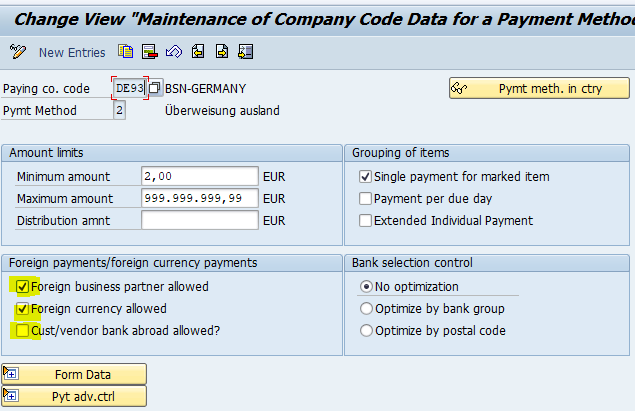 Change View "Maintenance of Company Code Data for a Payment Metho
New Entries
Paying co. code DE93 BSN-GERMANY
Pymt meth. in ctry
Pymt Method 2 Überweisung ausland
Amount limits
Minimum amount 2,00 EUR
Maximum amount 999.999.999,99 EUR
Distribution amnt EUR
Grouping of items
Single payment for marked item
Payment per due day
Extended Individual Payment
Foreign payments/foreign currency payments
Foreign business partner allowed
Foreign currency allowed
Cust/vendor bank abroad allowed?
Bank selection control
No optimization
Optimize by bank group
Optimize by postal code
Form Data
Pyt adv.ctrl